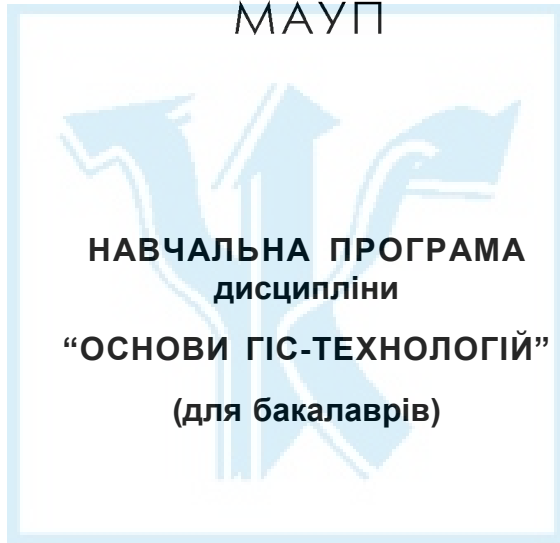 МАУП
НАВЧАЛЬНА ПРОГРАМА
дисципліни
“ОСНОВИ ГІС-ТЕХНОЛОГІЙ”
(для бакалаврів)